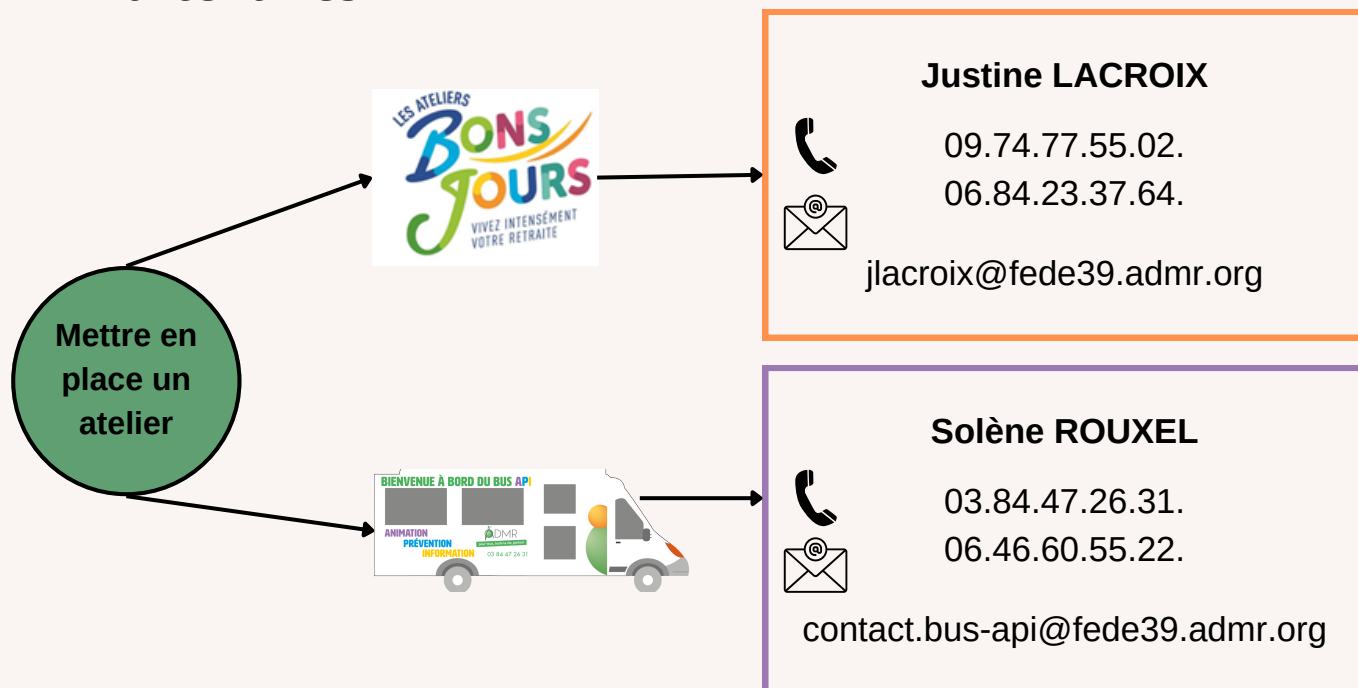 Mettre en
place un
atelier
LES ATELIERS
BONS
JOURS
VIVEZ INTENSÉMENT
VOTRE RETRAITE
Justine LACROIX
09.74.77.55.02.
06.84.23.37.64.
@
jlacroix@fede39.admr.org
BIENVENUE À BORD DU BUS API
ANIMATION
PRÉVENTION
INFORMATION
ADMR
03 84 47 26 31
Solène ROUXEL
03.84.47.26.31.
06.46.60.55.22.
@
contact.bus-api@fede39.admr.org